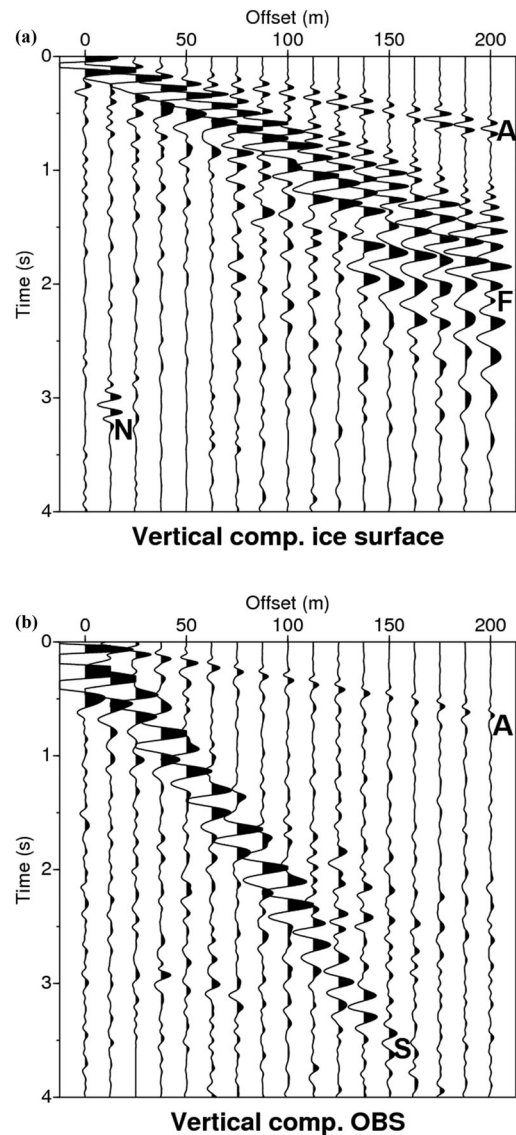 Offset (m)
(a)
0 50 100 150 200
0
A
1
Time (s)
2
F
3
N
4
Vertical comp. ice surface
Offset (m)
(b)
0 50 100 150 200
0
A
1
Time (s)
2
3
S
4
Vertical comp. OBS